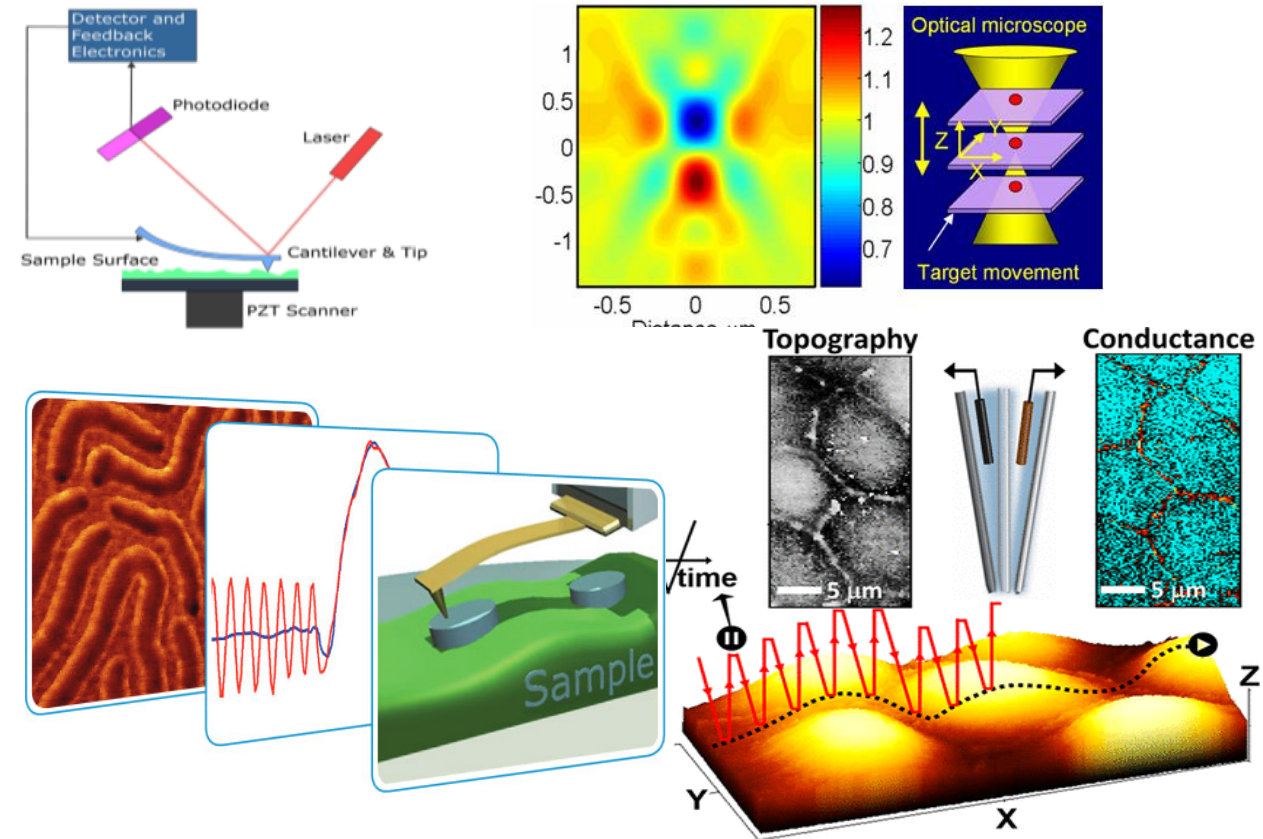 Detector and
Feedback
Electronics
Photodiode
Laser
Cantilever & Tip
Sample Surface
PZT Scanner
1
0.5
0
-0.5
-1
-0.5
0
0.5
1.2
1.1
1
0.9
0.8
0.7
Optical microscope
Z
Y
X
Target movement
Topography
Conductance
5 μm
5 μm
time
Sample
Z
Y
X